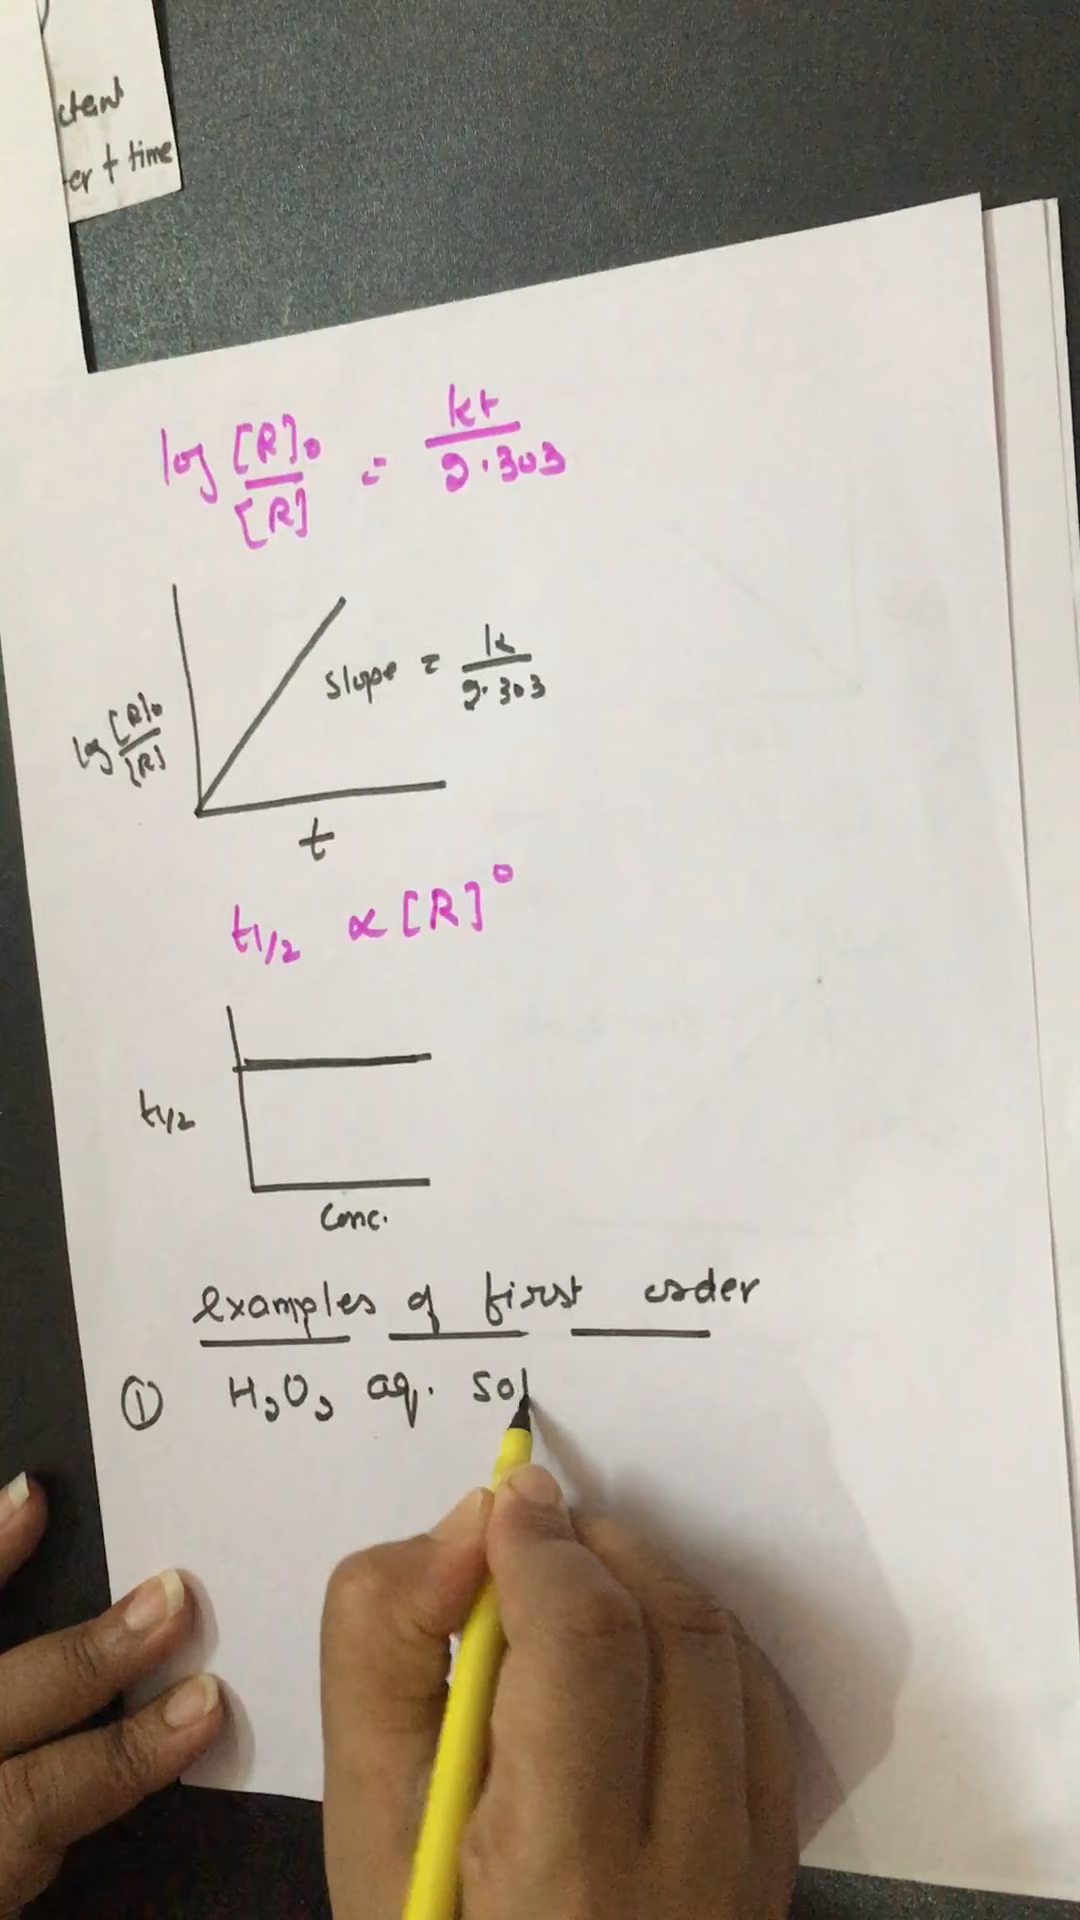 ctant
er t time
log [R]₀/[R] = kt/2.303
slope = k/2.303
log [R]₀/[R]
t
t1/2 ∝ [R]⁰
t1/2
Conc.
examples of first order
① H₂O₂ aq. sol